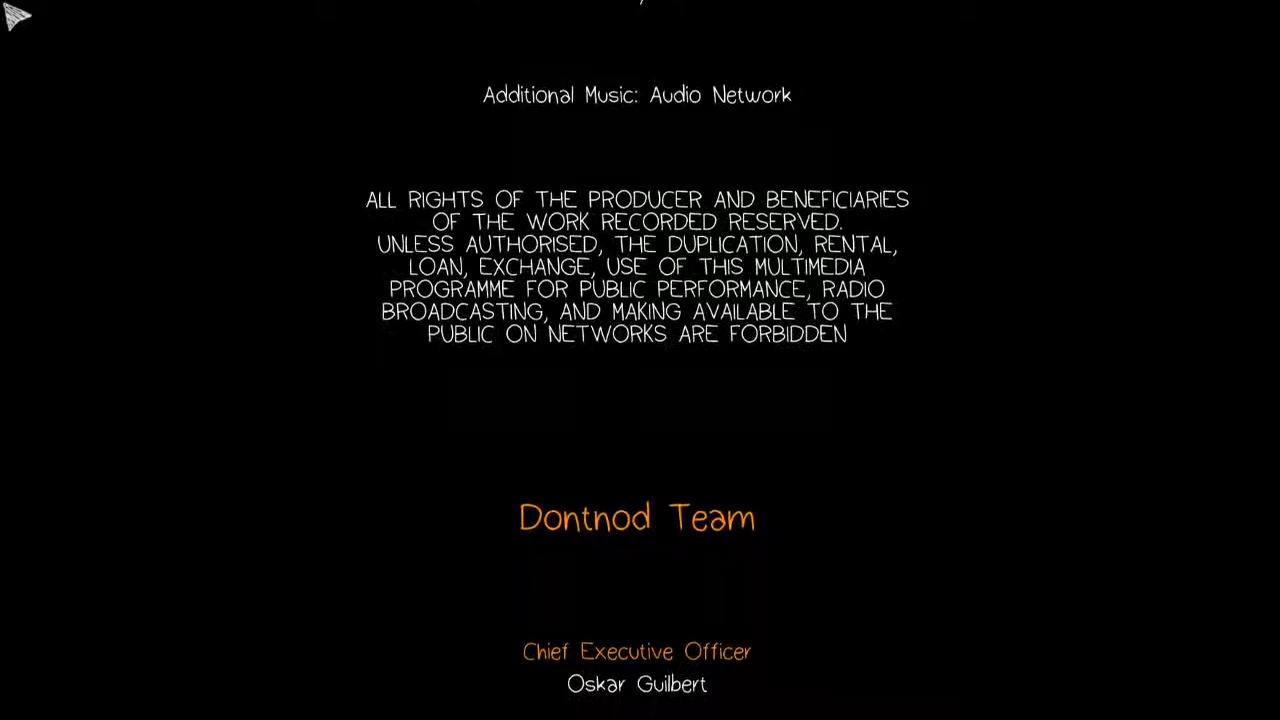 Additional Music: Audio Network
ALL RIGHTS OF THE PRODUCER AND BENEFICIARIES
OF THE WORK RECORDED RESERVED.
UNLESS AUTHORISED, THE DUPLICATION, RENTAL,
LOAN, EXCHANGE, USE OF THIS MULTIMEDIA
PROGRAMME FOR PUBLIC PERFORMANCE, RADIO
BROADCASTING, AND MAKING AVAILABLE TO THE
PUBLIC ON NETWORKS ARE FORBIDDEN
Dontnod Team
Chief Executive Officer
Oskar Guilbert